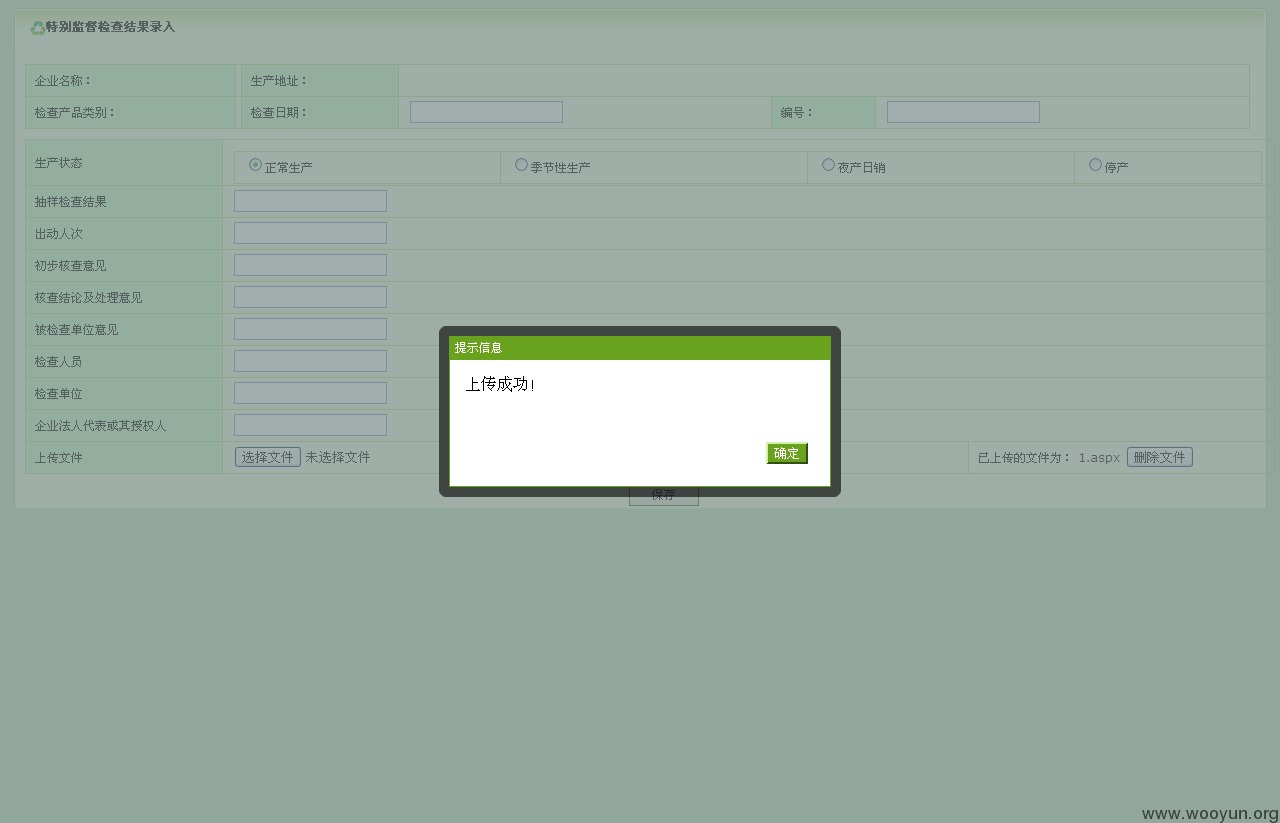 特别监督检查结果录入
企业名称： 生产地址：
检查产品类别： 检查日期： 编号：
生产状态 正常生产 季节性生产 夜产日销 停产
抽样检查结果
出动人次
初步核查意见
核查结论及处理意见
被检查单位意见
提示信息
上传成功!
检查人员
检查单位
企业法人代表或其授权人
确定
上传文件 选择文件 未选择文件 已上传的文件为： 1.aspx 删除文件
保存
www.wooyun.org